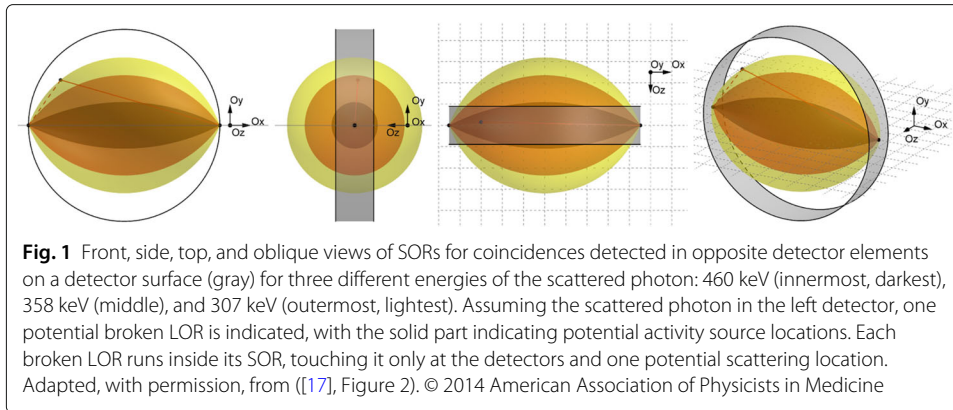 Oy
Ox
Oz
Oy
Ox
Oz
Ox
Oz
Oy
Ox
Oz
Fig. 1 Front, side, top, and oblique views of SORs for coincidences detected in opposite detector elements
on a detector surface (gray) for three different energies of the scattered photon: 460 keV (innermost, darkest),
358 keV (middle), and 307 keV (outermost, lightest). Assuming the scattered photon in the left detector, one
potential broken LOR is indicated, with the solid part indicating potential activity source locations. Each
broken LOR runs inside its SOR, touching it only at the detectors and one potential scattering location.
Adapted, with permission, from ([17], Figure 2). © 2014 American Association of Physicists in Medicine